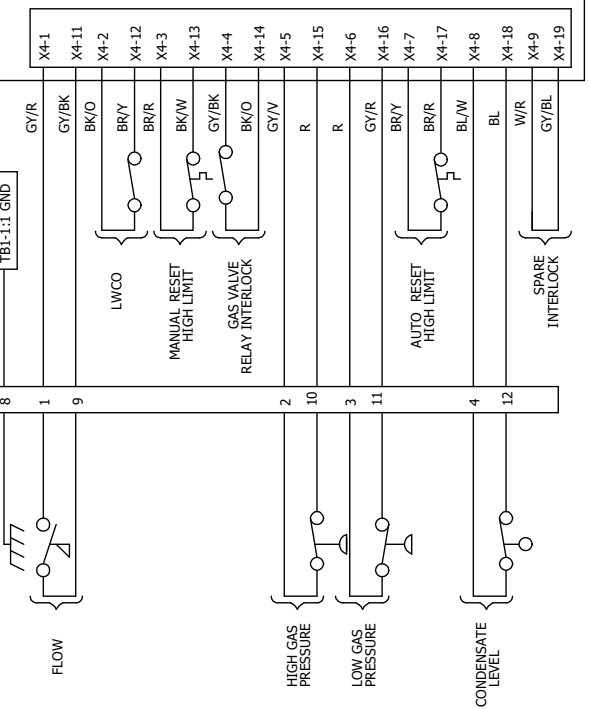 X4-1
X4-11
X4-2
X4-12
X4-3
X4-13
X4-4
X4-14
X4-5
X4-15
X4-6
X4-16
X4-7
X4-17
X4-8
X4-18
X4-9
X4-19
GY/R
GY/BK
BK/O
BR/Y
BR/R
BK/W
GY/BK
BK/O
GY/V
R
R
GY/R
BR/Y
BR/R
BL/W
BL
W/R
GY/BL
TB1-1:1 GND
LWCO
MANUAL RESET
HIGH LIMIT
GAS VALVE
RELAY INTERLOCK
AUTO RESET
HIGH LIMIT
SPARE
INTERLOCK
8
1
9
2
10
3
11
4
12
FLOW
HIGH GAS
PRESSURE
LOW GAS
PRESSURE
CONDENSATE
LEVEL